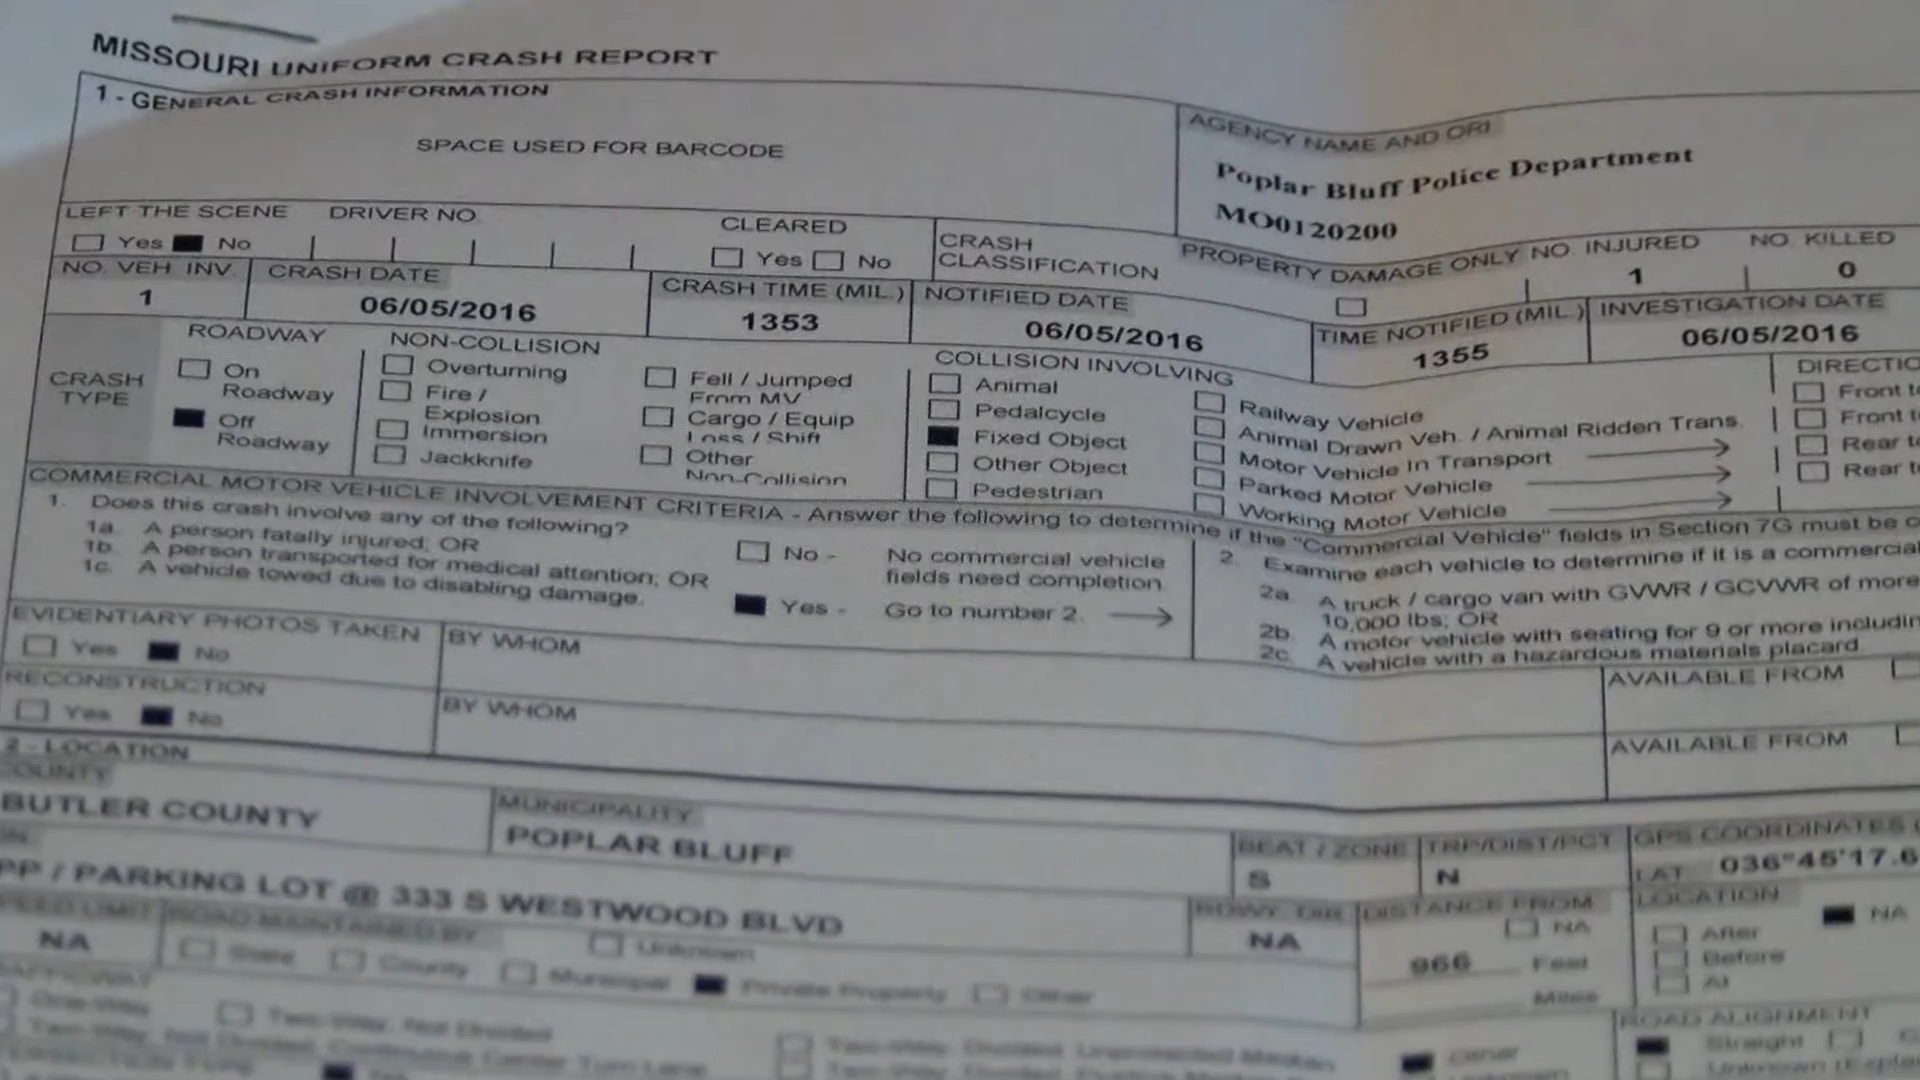 MISSOURI UNIFORM CRASH REPORT
1 - GENERAL CRASH INFORMATION
SPACE USED FOR BARCODE
AGENCY NAME AND ORI
Poplar Bluff Police Department
MO0120200
LEFT THE SCENE DRIVER NO.
Yes No
CLEARED
Yes No
CRASH
CLASSIFICATION
PROPERTY DAMAGE ONLY NO. INJURED NO. KILLED
1 0
NO. VEH. INV.
1
CRASH DATE
06/05/2016
CRASH TIME (MIL.)
1353
NOTIFIED DATE
06/05/2016
TIME NOTIFIED (MIL.)
1355
INVESTIGATION DATE
06/05/2016
CRASH
TYPE
ROADWAY
On
Roadway
Off
Roadway
NON-COLLISION
Overturning
Fire /
Explosion
Immersion
Jackknife
Fell / Jumped
From MV
Cargo / Equip
Loss / Shift
Other
Non-Collision
COLLISION INVOLVING
Animal
Pedalcycle
Fixed Object
Other Object
Pedestrian
Railway Vehicle
Animal Drawn Veh. / Animal Ridden Trans.
Motor Vehicle In Transport
Parked Motor Vehicle
Working Motor Vehicle
DIRECTIO
Front to
Front to
Rear to
Rear to
COMMERCIAL MOTOR VEHICLE INVOLVEMENT CRITERIA - Answer the following to determine if the "Commercial Vehicle" fields in Section 7G must be c
1. Does this crash involve any of the following?
1a. A person fatally injured; OR
1b. A person transported for medical attention; OR
1c. A vehicle towed due to disabling damage.
No - No commercial vehicle
fields need completion.
Yes - Go to number 2.
2. Examine each vehicle to determine if it is a commercial
2a. A truck / cargo van with GVWR / GCVWR of more
10,000 lbs; OR
2b. A motor vehicle with seating for 9 or more includin
2c. A vehicle with a hazardous materials placard.
EVIDENTIARY PHOTOS TAKEN
Yes No
BY WHOM
AVAILABLE FROM
RECONSTRUCTION
Yes No
BY WHOM
AVAILABLE FROM
2 - LOCATION
COUNTY
BUTLER COUNTY
MUNICIPALITY
POPLAR BLUFF
BEAT / ZONE
S
TRP/DIST/PCT
N
GPS COORDINATES (
LAT. 036°45'17.6
ON
PP / PARKING LOT @ 333 S WESTWOOD BLVD
RDWY. DIR.
NA
DISTANCE FROM
NA
966 Feet
Miles
LOCATION
NA
After
Before
At
SPEED LIMIT
NA
ROAD MAINTAINED BY
State County Municipal Private Property Other
Unknown
TRAFFICWAY
One-Way
Two-Way, Not Divided
Two-Way, Not Divided, Continuous Center Turn Lane
Two-Way, Divided, Unprotected Median
Other
ROAD ALIGNMENT
Straight